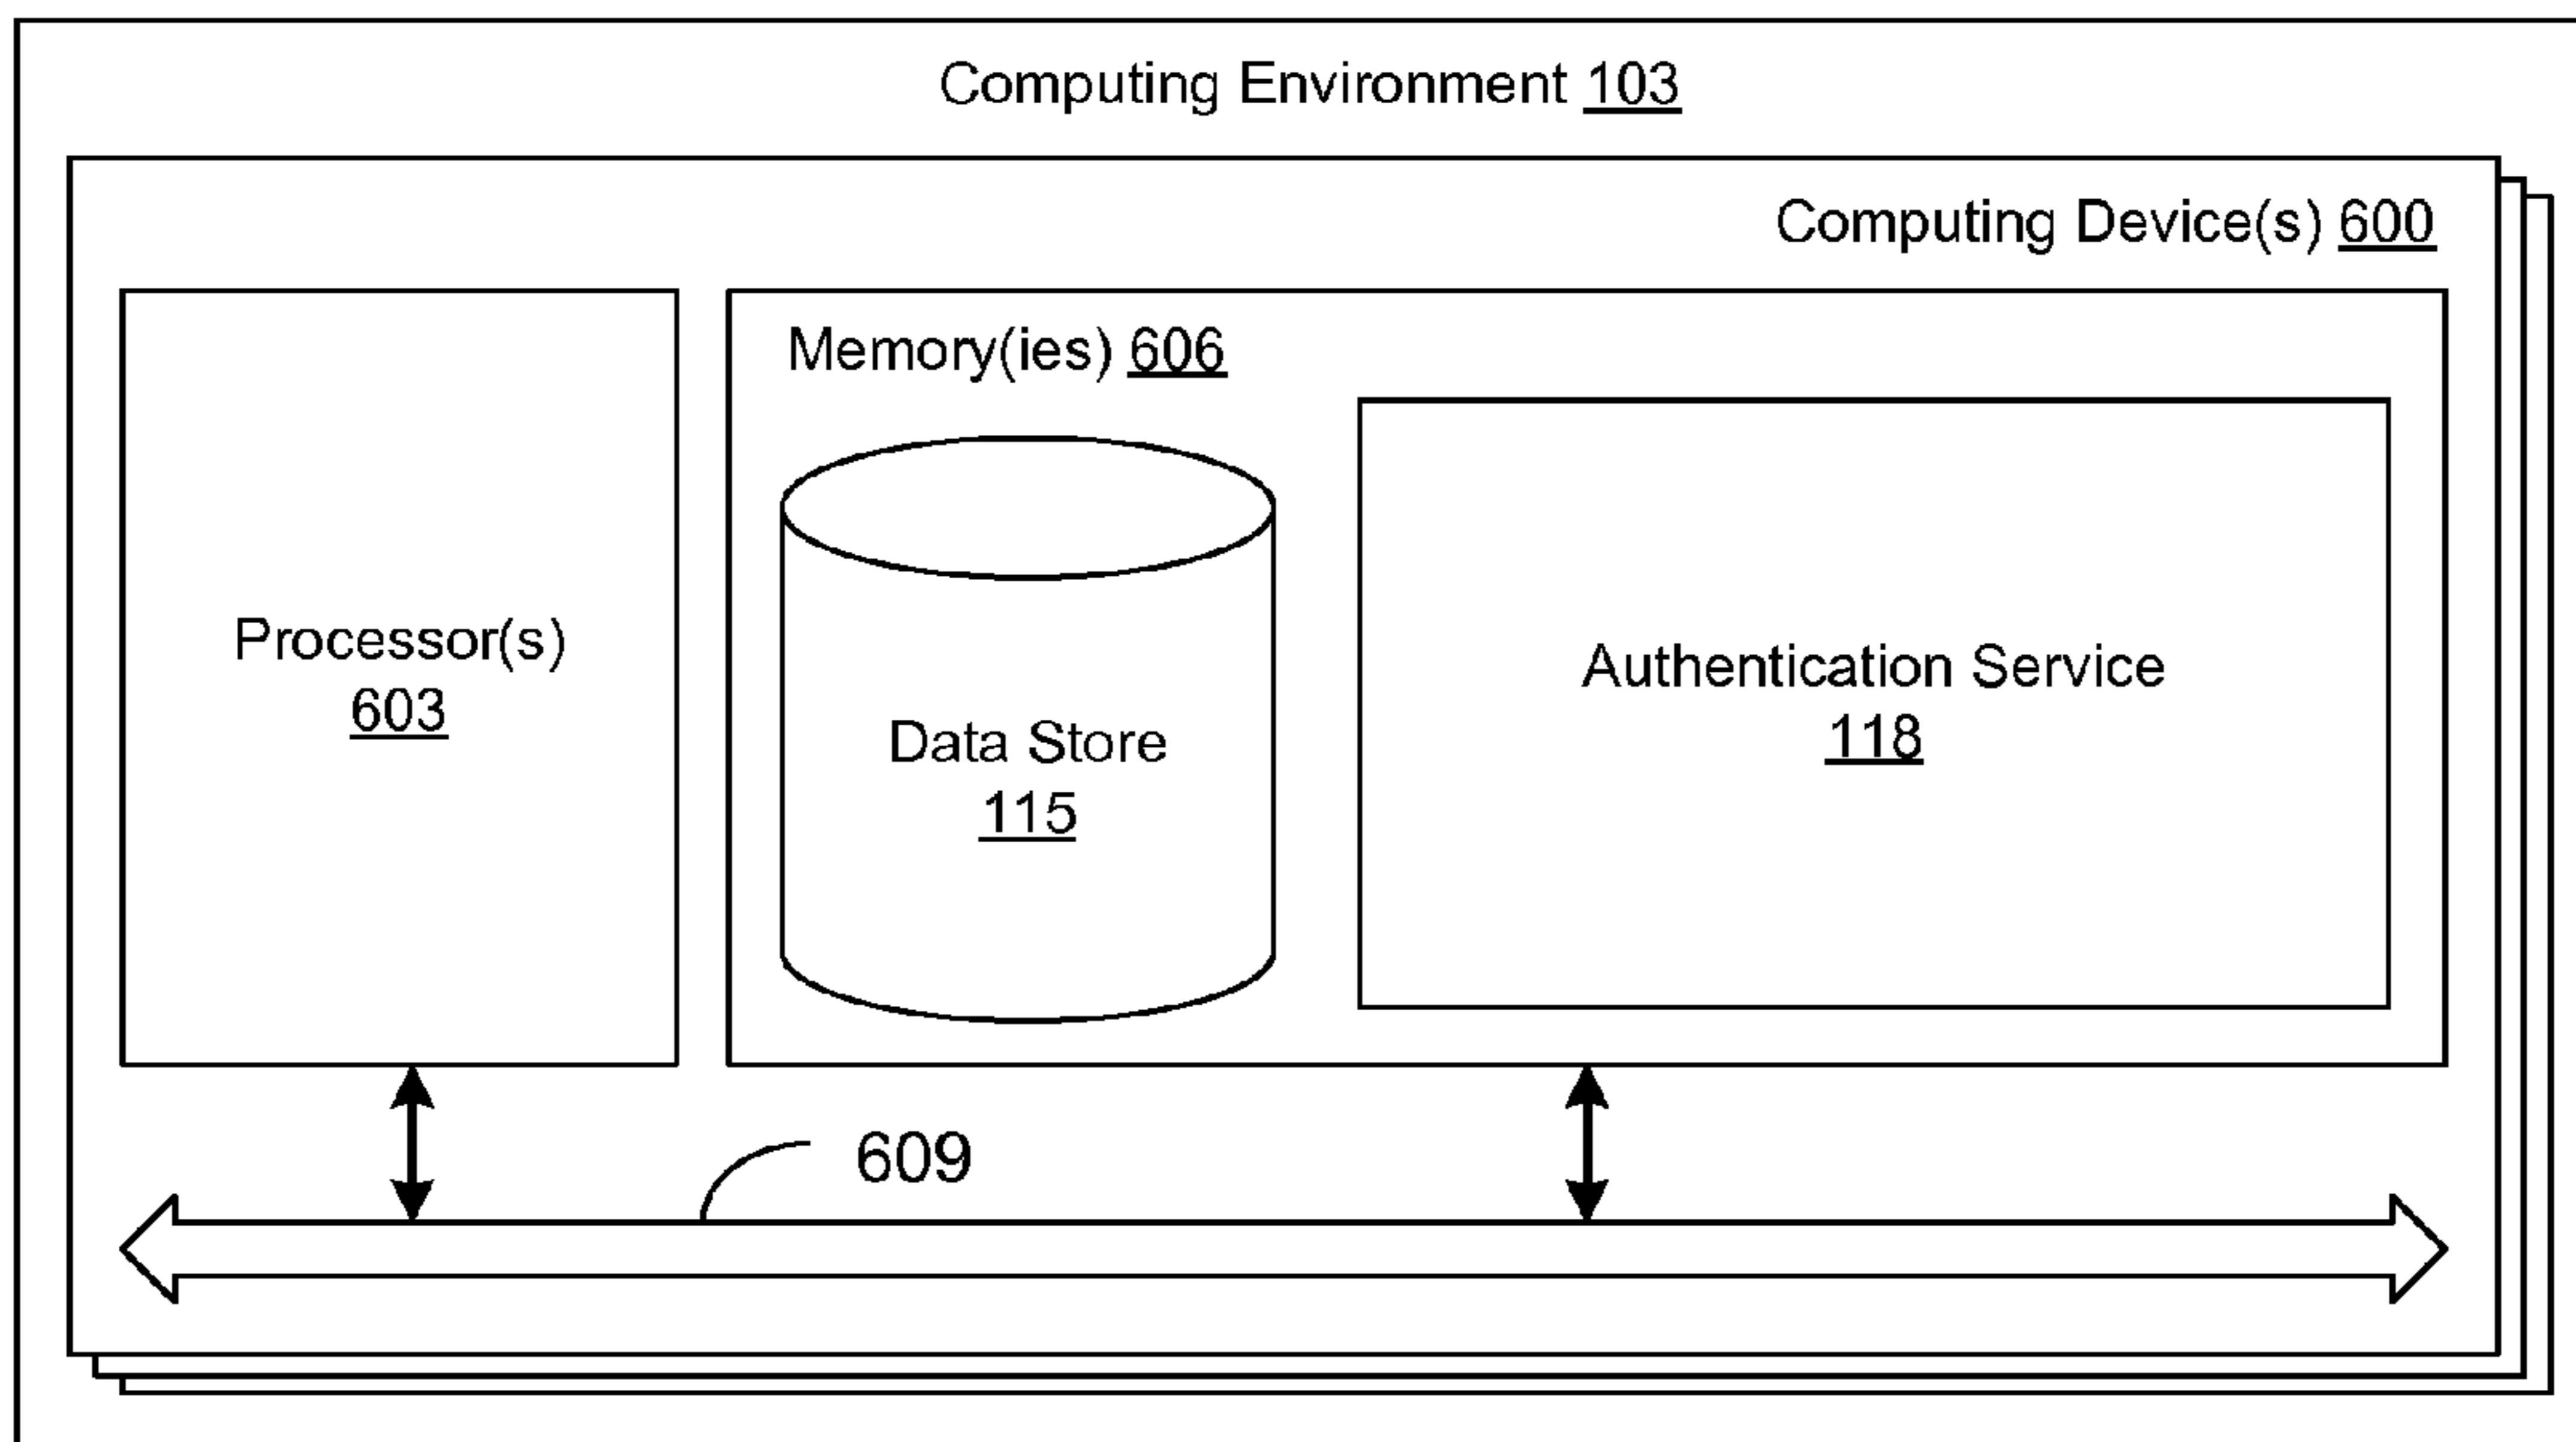 Computing Environment 103
Computing Device(s) 600
Memory(ies) 606
Processor(s)
603
Data Store
115
Authentication Service
118
609